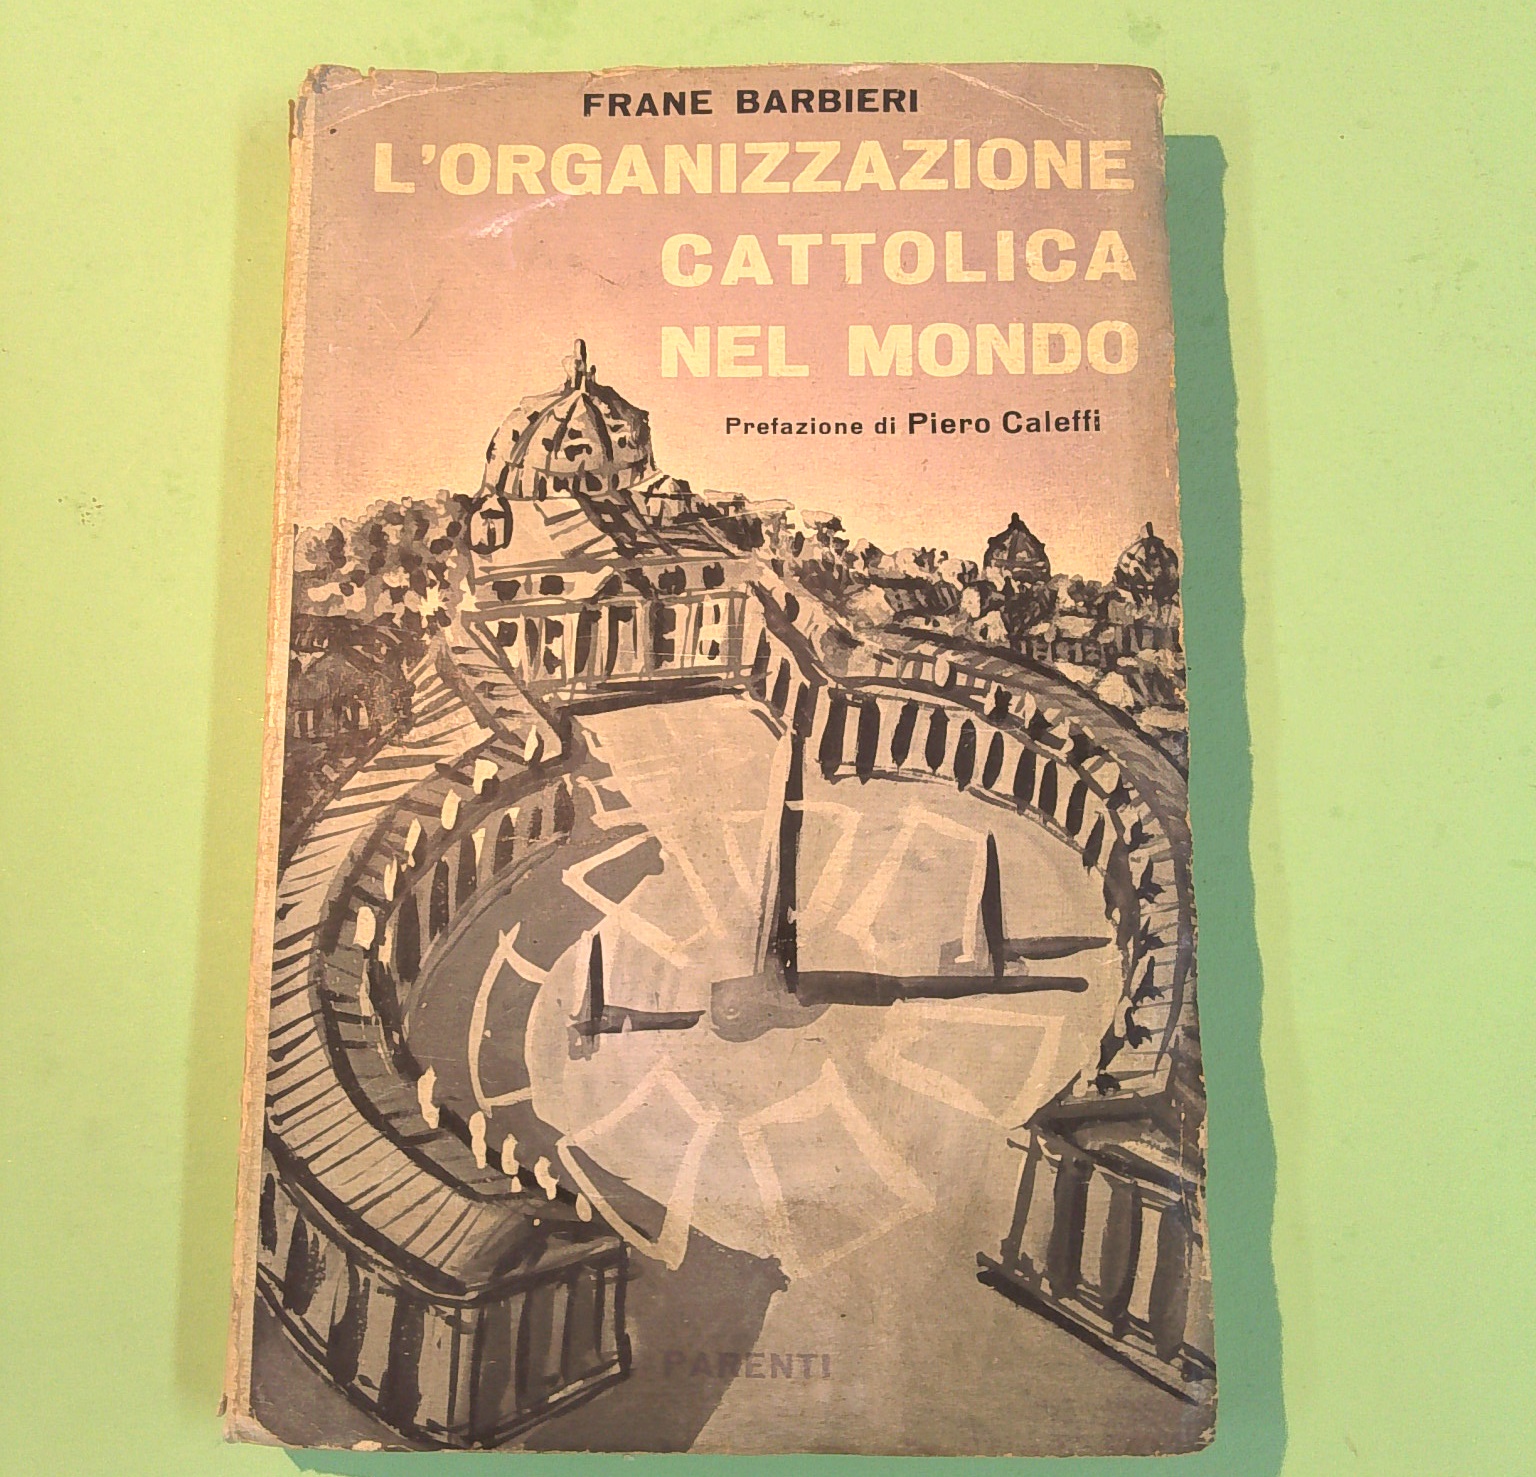 FRANE BARBIERI
L'ORGANIZZAZIONE
CATTOLICA
NEL MONDO
Prefazione di Piero Caleffi
PARENTI